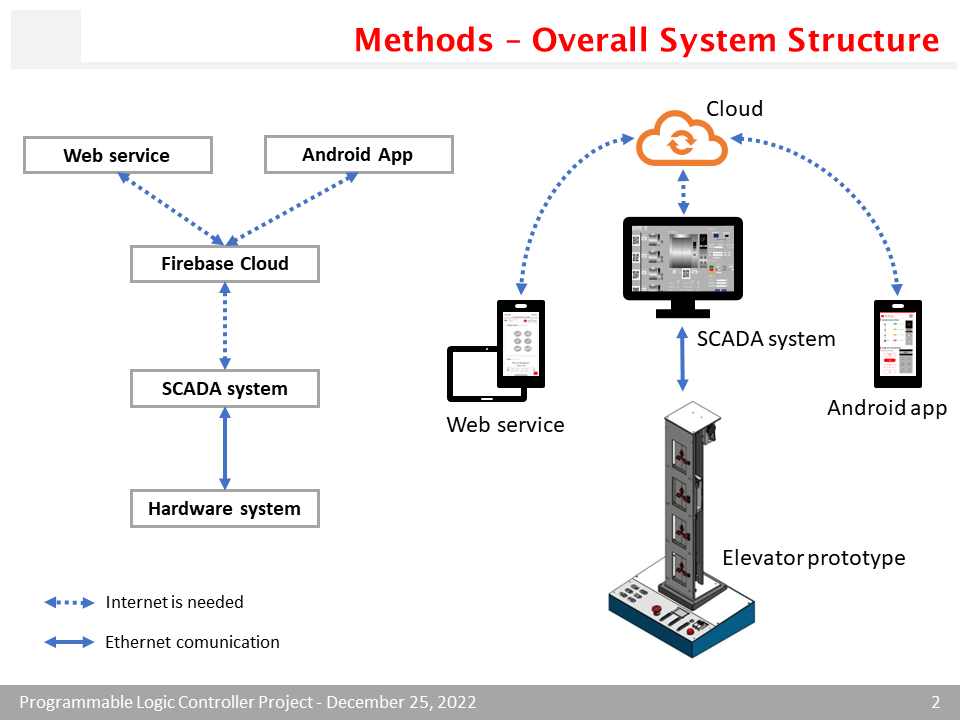 Methods – Overall System Structure
Web service
Android App
Firebase Cloud
SCADA system
Hardware system
Internet is needed
Ethernet comunication
Cloud
SCADA system
Web service
Android app
Elevator prototype
Programmable Logic Controller Project - December 25, 2022
2